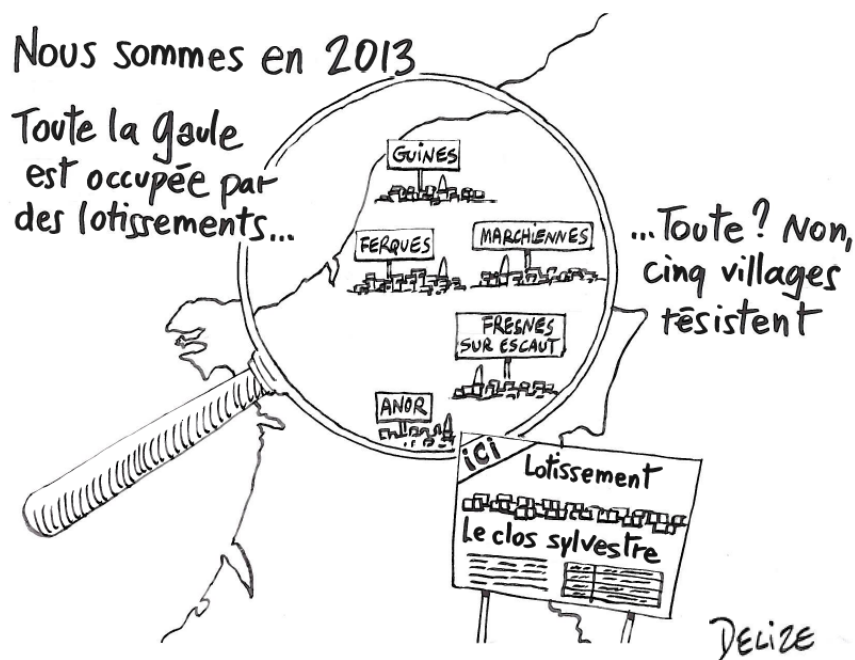 Nous sommes en 2013
Toute la gaule
est occupée par
des lotissements...
GUINES
FERQUES
MARCHIENNES
FRESNES
SUR ESCAUT
ANOR
...Toute? Non,
cinq villages
résistent
iCi
Lotissement
Le clos sylvestre
DELiZE